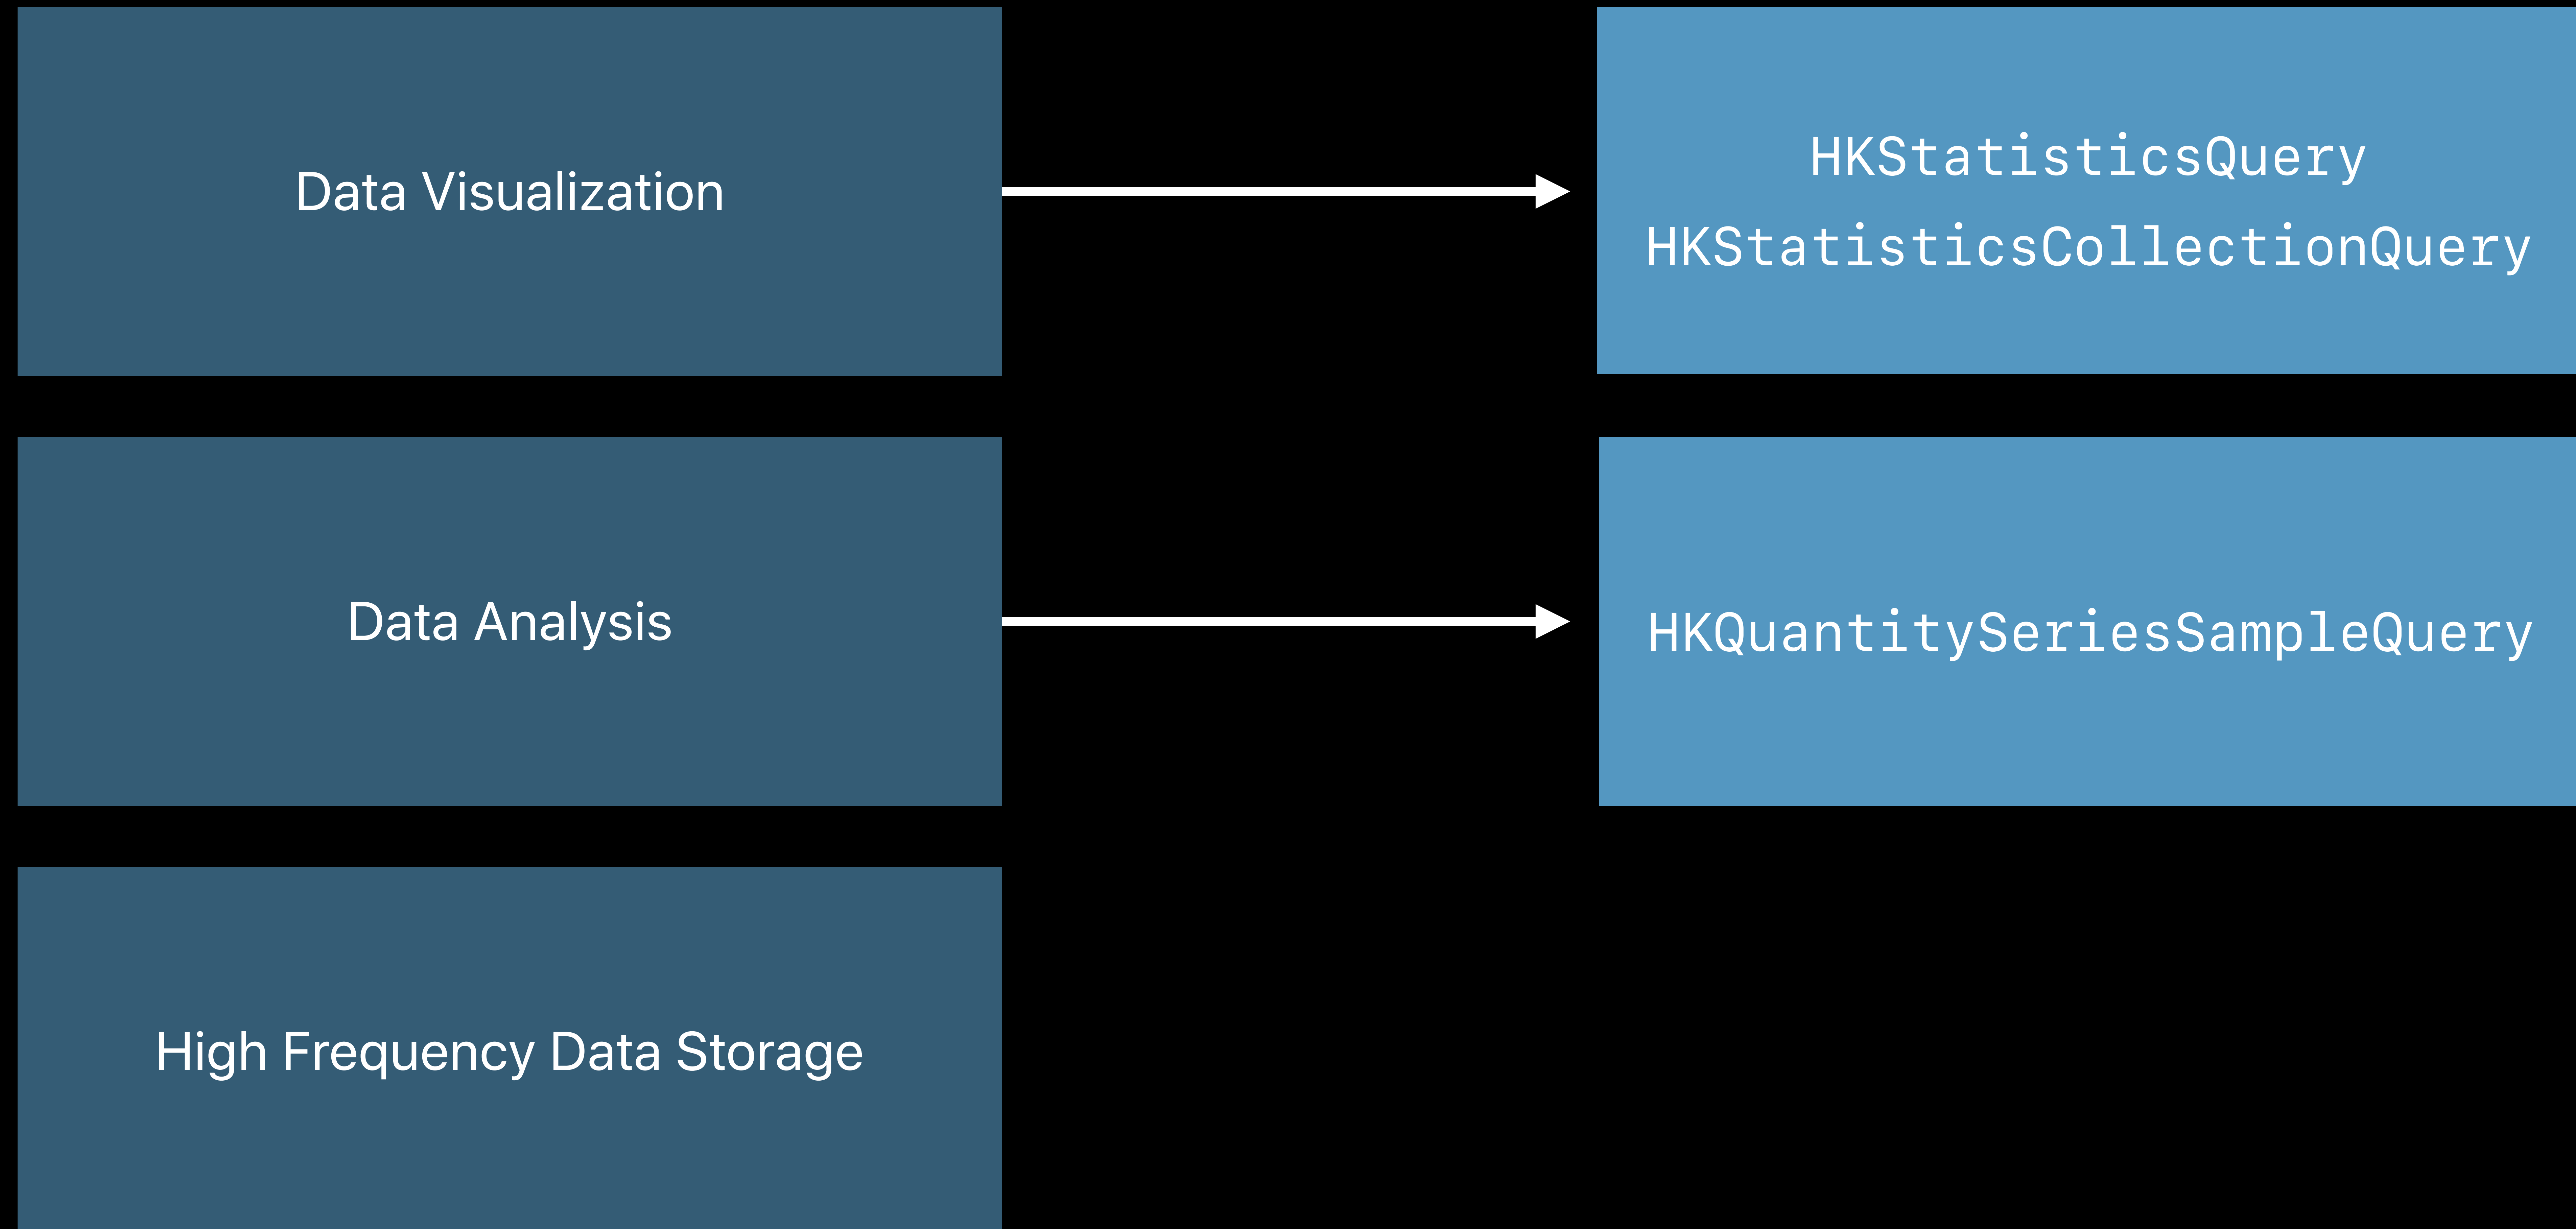 Data Visualization
HKStatisticsQuery
HKStatisticsCollectionQuery
Data Analysis
HKQuantitySeriesSampleQuery
High Frequency Data Storage